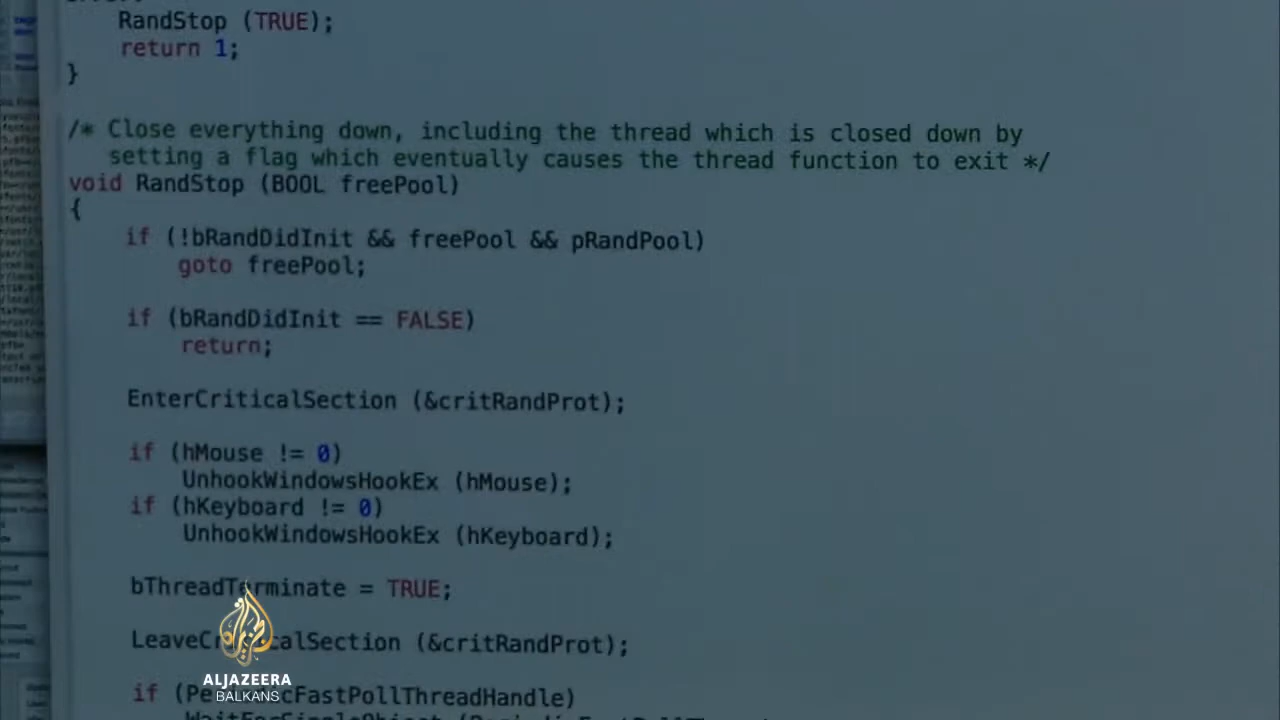 RandStop (TRUE);
return 1;
}
/* Close everything down, including the thread which is closed down by
setting a flag which eventually causes the thread function to exit */
void RandStop (BOOL freePool)
{
if (!bRandDidInit && freePool && pRandPool)
goto freePool;
if (bRandDidInit == FALSE)
return;
EnterCriticalSection (&critRandProt);
if (hMouse != 0)
UnhookWindowsHookEx (hMouse);
if (hKeyboard != 0)
UnhookWindowsHookEx (hKeyboard);
bThreadTerminate = TRUE;
LeaveCriticalSection (&critRandProt);
if (PeriodicFastPollThreadHandle)
ALJAZEERA
BALKANS